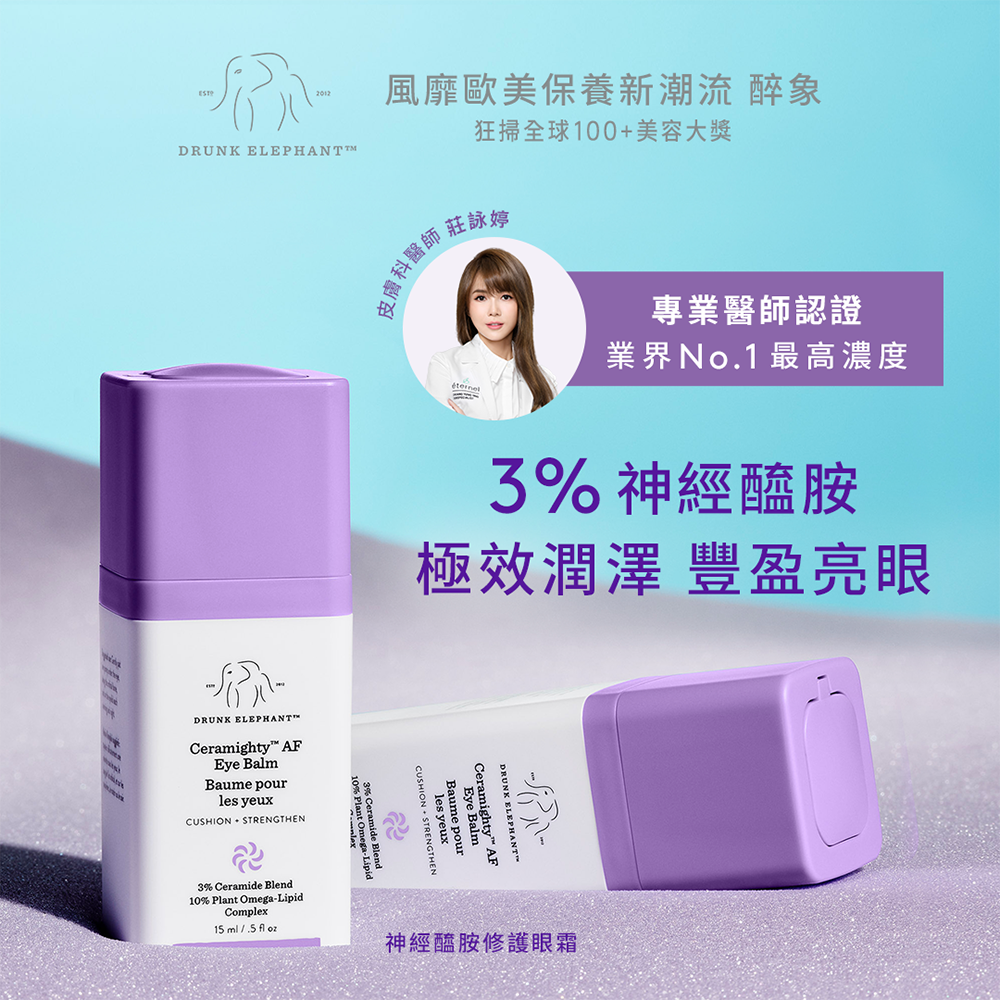 ESTD 2012
DRUNK ELEPHANT™
風靡歐美保養新潮流 醉象
狂掃全球100+美容大獎
皮膚科醫師 莊詠婷
專業醫師認證
業界No.1最高濃度
éternel
3%神經醯胺
極效潤澤 豐盈亮眼
ESTD 2012
DRUNK ELEPHANT™
Ceramighty™ AF
Eye Balm
Baume pour
les yeux
CUSHION + STRENGTHEN
3% Ceramide Blend
10% Plant Omega-Lipid
Complex
15 ml / .5 fl oz
DRUNK ELEPHANT™
Ceramighty™ AF
Eye Balm
Baume pour
les yeux
CUSHION + STRENGTHEN
3% Ceramide Blend
10% Plant Omega-Lipid
神經醯胺修護眼霜